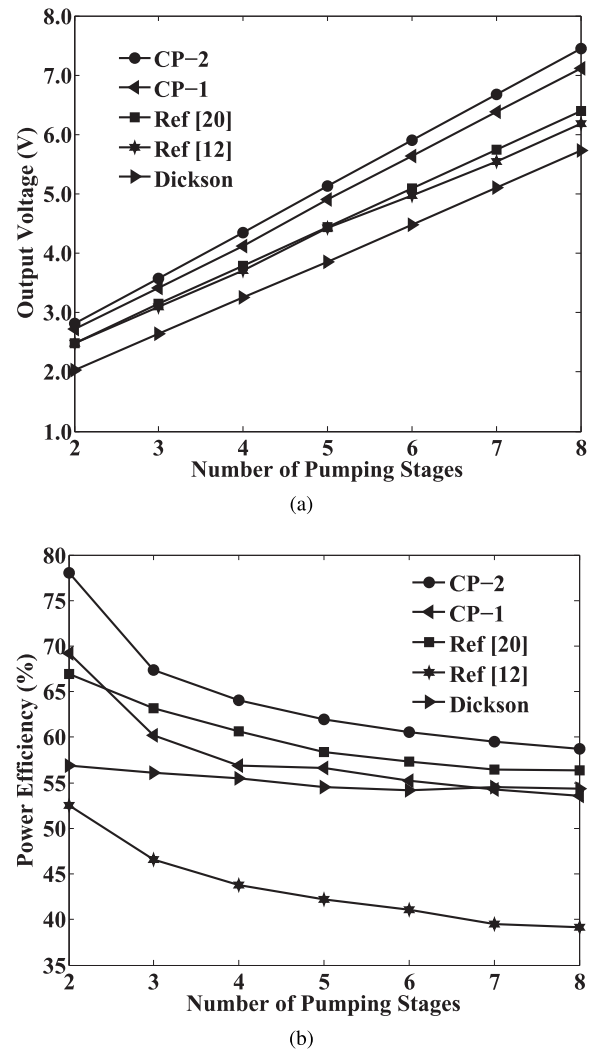 8.0
7.0
6.0
5.0
4.0
3.0
2.0
1.0
Output Voltage (V)
CP−2
CP−1
Ref [20]
Ref [12]
Dickson
2 3 4 5 6 7 8
Number of Pumping Stages
(a)
80
75
70
65
60
55
50
45
40
35
Power Efficiency (%)
CP−2
CP−1
Ref [20]
Ref [12]
Dickson
2 3 4 5 6 7 8
Number of Pumping Stages
(b)